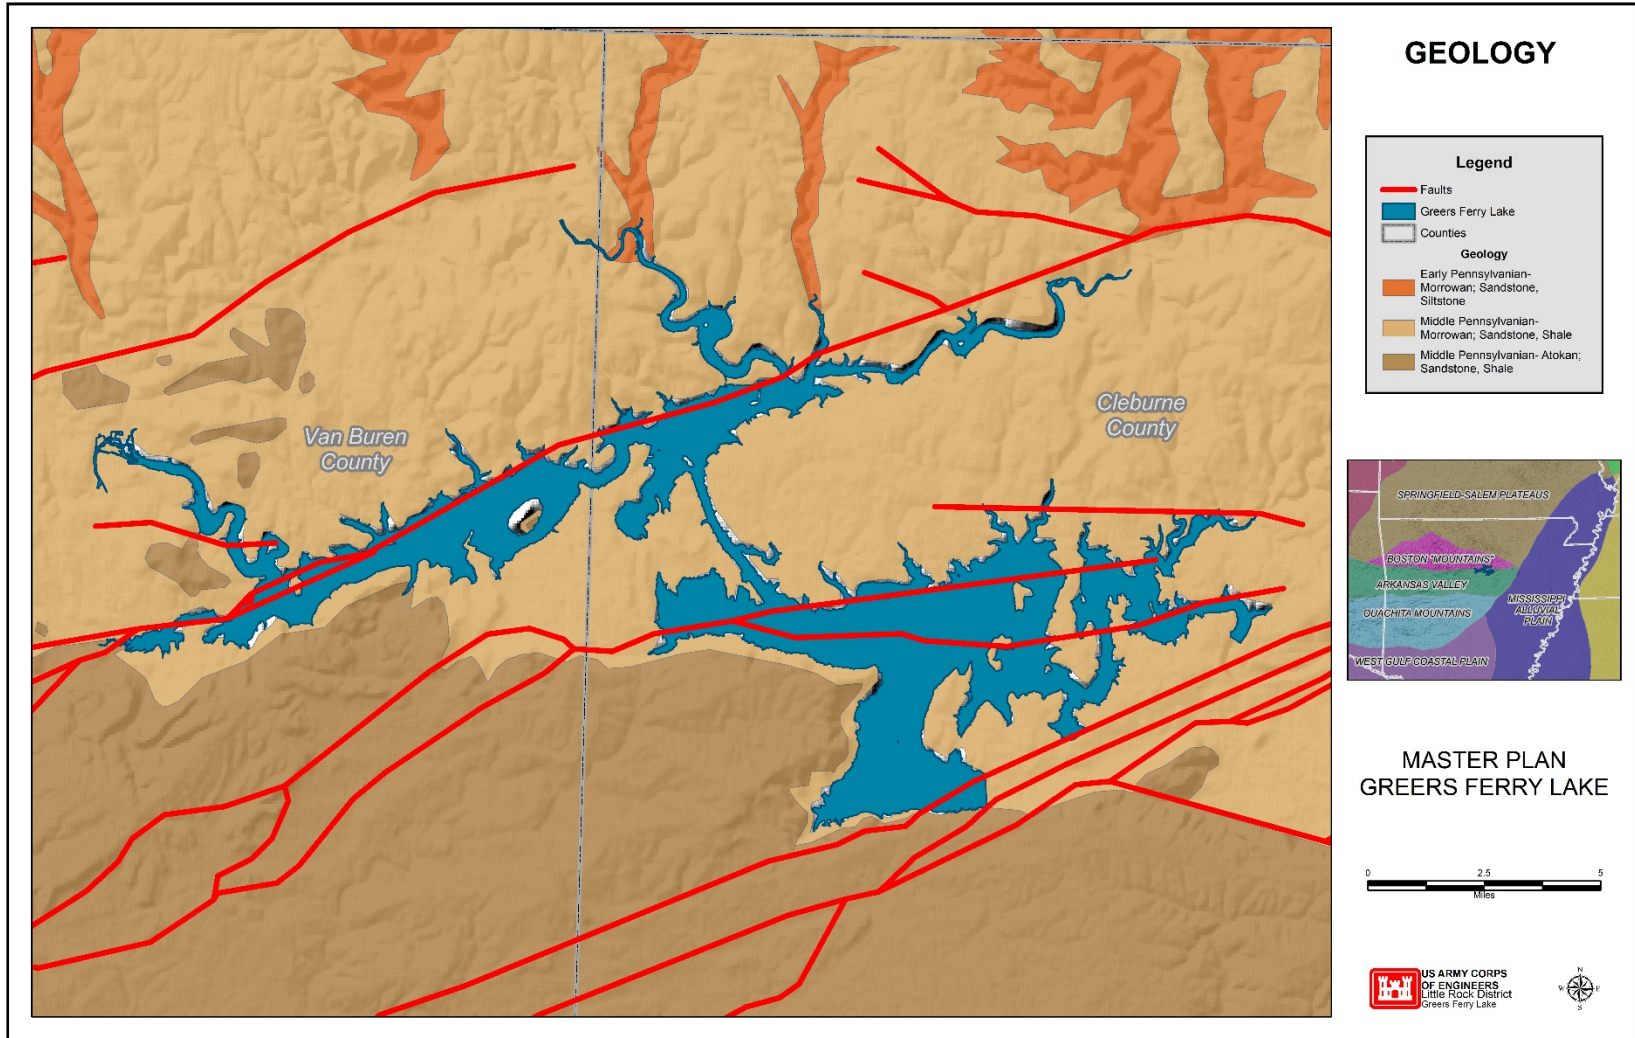 GEOLOGY
Legend
Faults
Greers Ferry Lake
Counties
Geology
Early Pennsylvanian-
Morrowan; Sandstone,
Siltstone
Middle Pennsylvanian-
Morrowan; Sandstone, Shale
Middle Pennsylvanian- Atokan;
Sandstone, Shale
Van Buren
County
Cleburne
County
SPRINGFIELD-SALEM PLATEAUS
BOSTON "MOUNTAINS"
ARKANSAS VALLEY
OUACHITA MOUNTAINS
MISSISSIPPI
ALLUVIAL
PLAIN
WEST GULF COASTAL PLAIN
MASTER PLAN
GREERS FERRY LAKE
0 2.5 5
Miles
US ARMY CORPS
OF ENGINEERS
Little Rock District
Greers Ferry Lake
N
W E
S